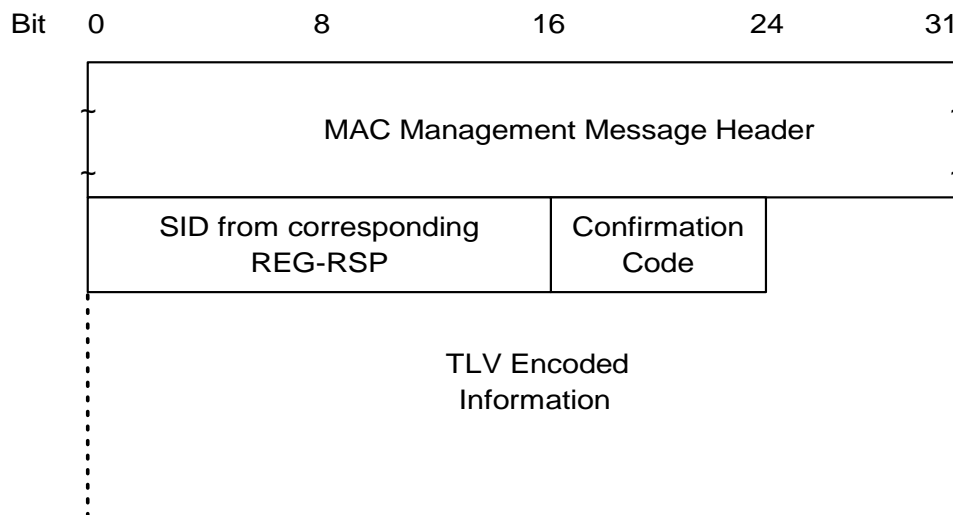 Bit 0 8 16 24 31
MAC Management Message Header
SID from corresponding
REG-RSP
Confirmation
Code
TLV Encoded
Information